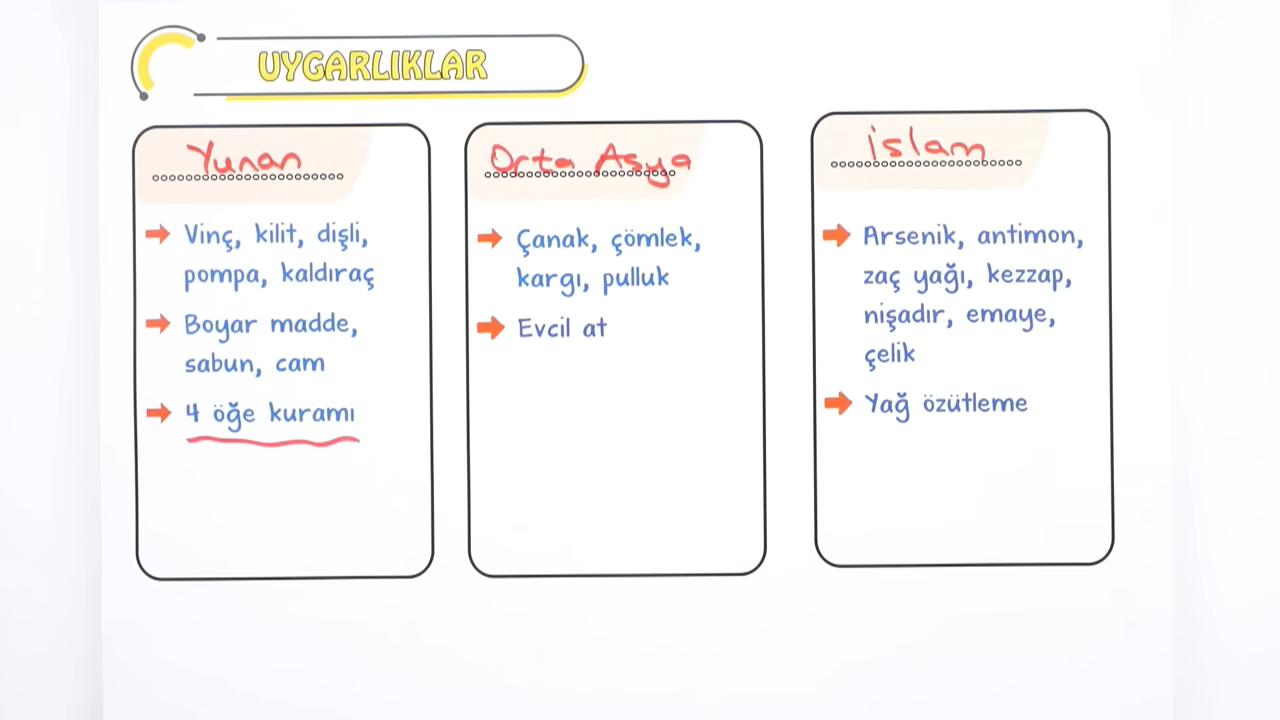 UYGARLIKLAR
Yunan
Vinç, kilit, dişli,
pompa, kaldıraç
Boyar madde,
sabun, cam
4 öğe kuramı
Orta Asya
Çanak, çömlek,
kargı, pulluk
Evcil at
İslam
Arsenik, antimon,
zaç yağı, kezzap,
nişadır, emaye,
çelik
Yağ özütleme